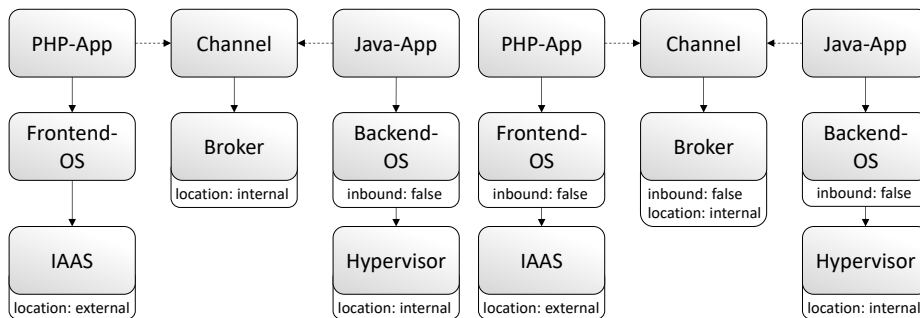 PHP-App
Channel
Java-App
PHP-App
Channel
Java-App
Frontend-
OS
Broker
location: internal
Backend-
OS
inbound: false
Frontend-
OS
inbound: false
Broker
inbound: false
location: internal
Backend-
OS
inbound: false
IAAS
location: external
Hypervisor
location: internal
IAAS
location: external
Hypervisor
location: internal